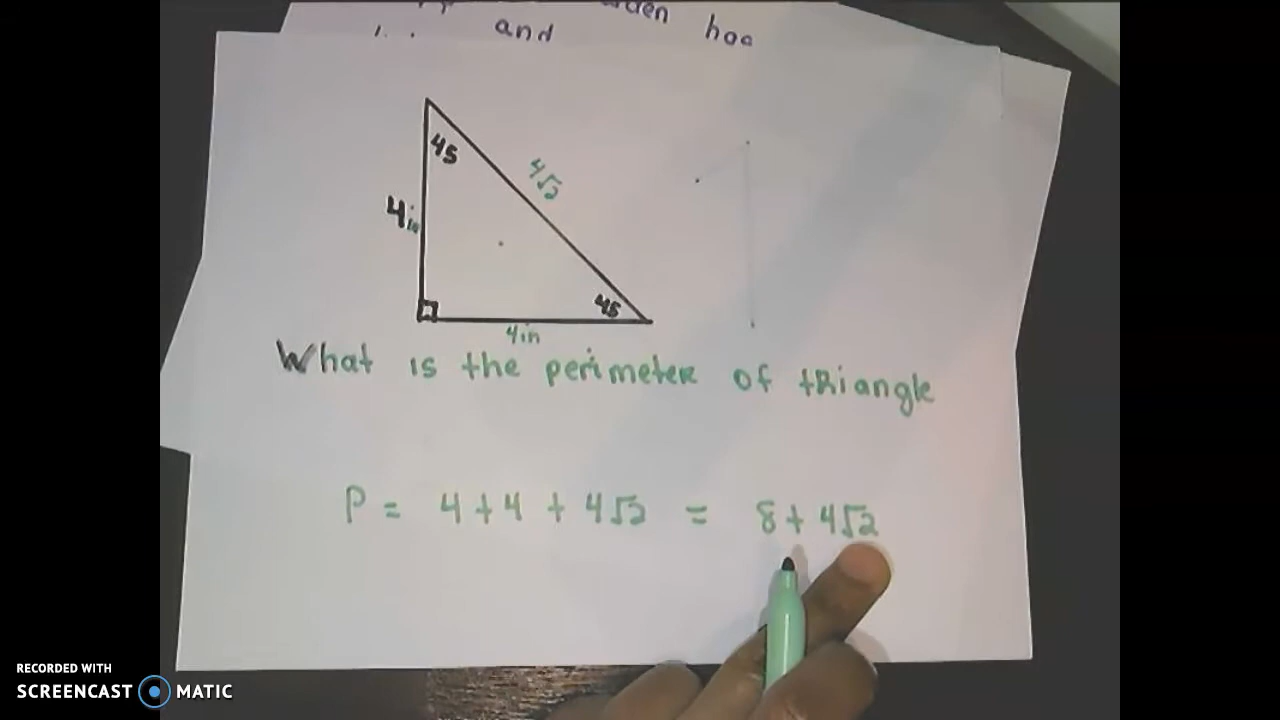 and
45
4√2
4in
45
4in
What is the perimeter of triangle
P = 4 + 4 + 4√2 = 8 + 4√2
RECORDED WITH
SCREENCAST MATIC